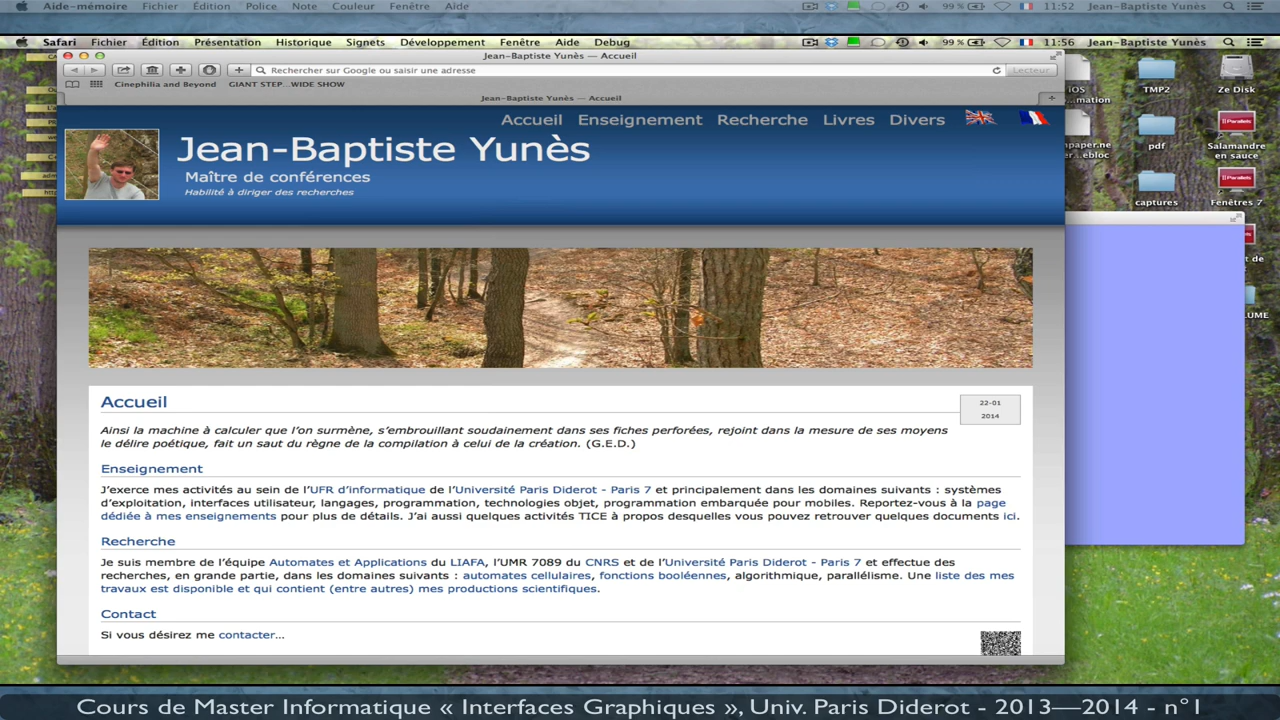 Aide-mémoire Fichier Édition Police Note Couleur Fenêtre Aide 99 % 11:52 Jean-Baptiste Yunès
Safari Fichier Édition Présentation Historique Signets Développement Fenêtre Aide Debug 99 % 11:56 Jean-Baptiste Yunès
Jean-Baptiste Yunès — Accueil
Rechercher sur Google ou saisir une adresse
Lecteur
Cinephilia and Beyond GIANT STEP...WIDE SHOW
Jean-Baptiste Yunès — Accueil
Accueil Enseignement Recherche Livres Divers
Jean-Baptiste Yunès
Maître de conférences
Habilité à diriger des recherches
Accueil
22-01
2014
Ainsi la machine à calculer que l’on surmène, s’embrouillant soudainement dans ses fiches perforées, rejoint dans la mesure de ses moyens
le délire poétique, fait un saut du règne de la compilation à celui de la création. (G.E.D.)
Enseignement
J’exerce mes activités au sein de l’UFR d’informatique de l’Université Paris Diderot - Paris 7 et principalement dans les domaines suivants : systèmes
d’exploitation, interfaces utilisateur, langages, programmation, technologies objet, programmation embarquée pour mobiles. Reportez-vous à la page
dédiée à mes enseignements pour plus de détails. J’ai aussi quelques activités TICE à propos desquelles vous pouvez retrouver quelques documents ici.
Recherche
Je suis membre de l’équipe Automates et Applications du LIAFA, l’UMR 7089 du CNRS et de l’Université Paris Diderot - Paris 7 et effectue des
recherches, en grande partie, dans les domaines suivants : automates cellulaires, fonctions booléennes, algorithmique, parallélisme. Une liste des mes
travaux est disponible et qui contient (entre autres) mes productions scientifiques.
Contact
Si vous désirez me contacter...
iOS
...mation
TMP2
Ze Disk
pdf
Salamandre
en sauce
captures
Fenêtres 7
Cours de Master Informatique « Interfaces Graphiques », Univ. Paris Diderot - 2013—2014 - n°1